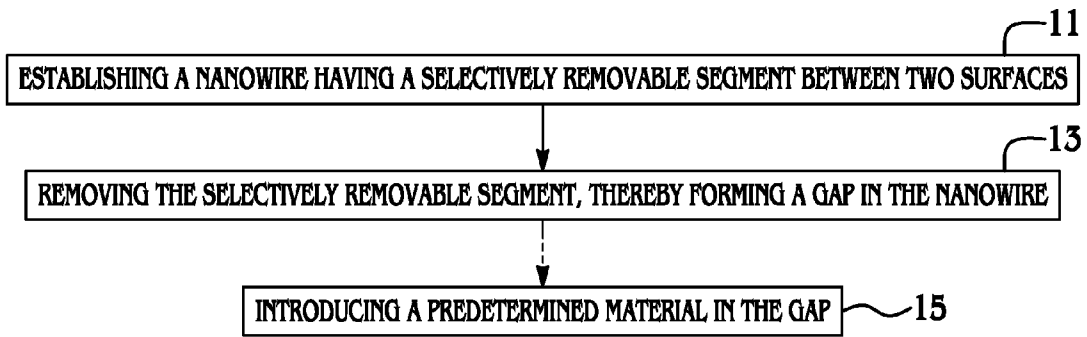 11
ESTABLISHING A NANOWIRE HAVING A SELECTIVELY REMOVABLE SEGMENT BETWEEN TWO SURFACES
13
REMOVING THE SELECTIVELY REMOVABLE SEGMENT, THEREBY FORMING A GAP IN THE NANOWIRE
INTRODUCING A PREDETERMINED MATERIAL IN THE GAP 15